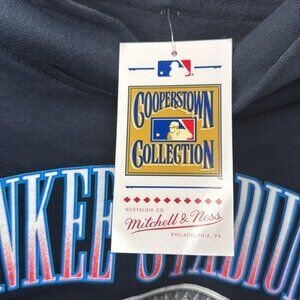 COOPERSTOWN
COLLECTION
NOSTALGIA CO.
Mitchell & Ness
PHILADELPHIA, PA.
NKEE STADIU